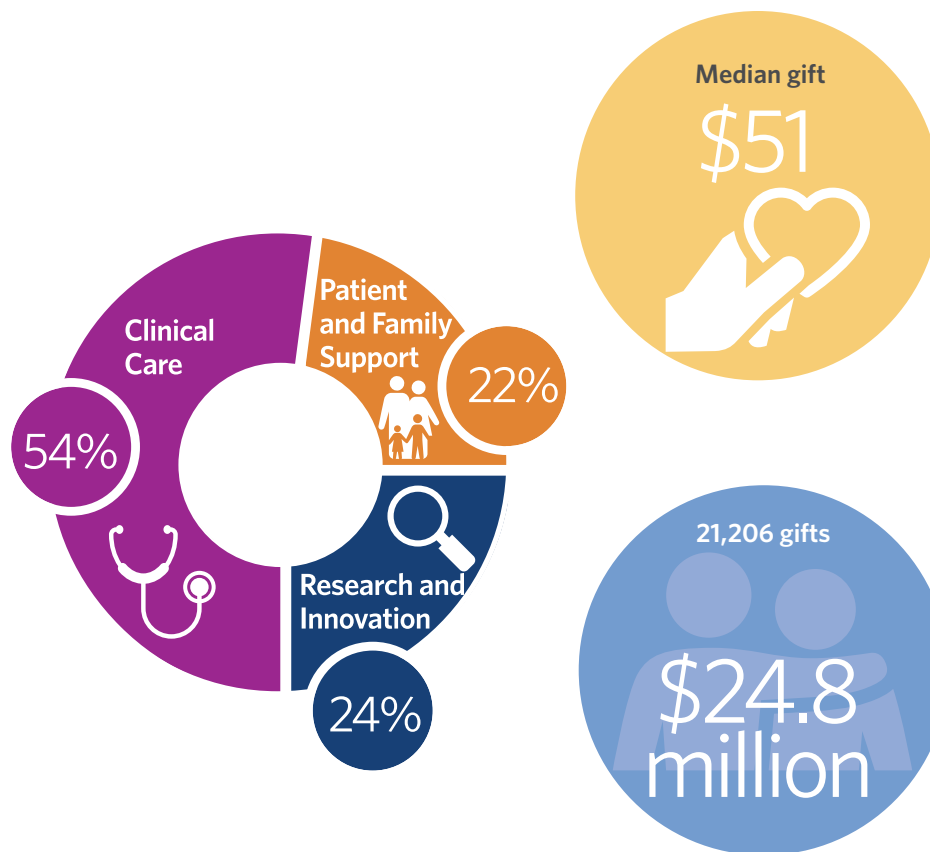 Median gift
$51
Patient
and Family
Support
22%
Clinical
Care
54%
Research and
Innovation
24%
21,206 gifts
$24.8
million